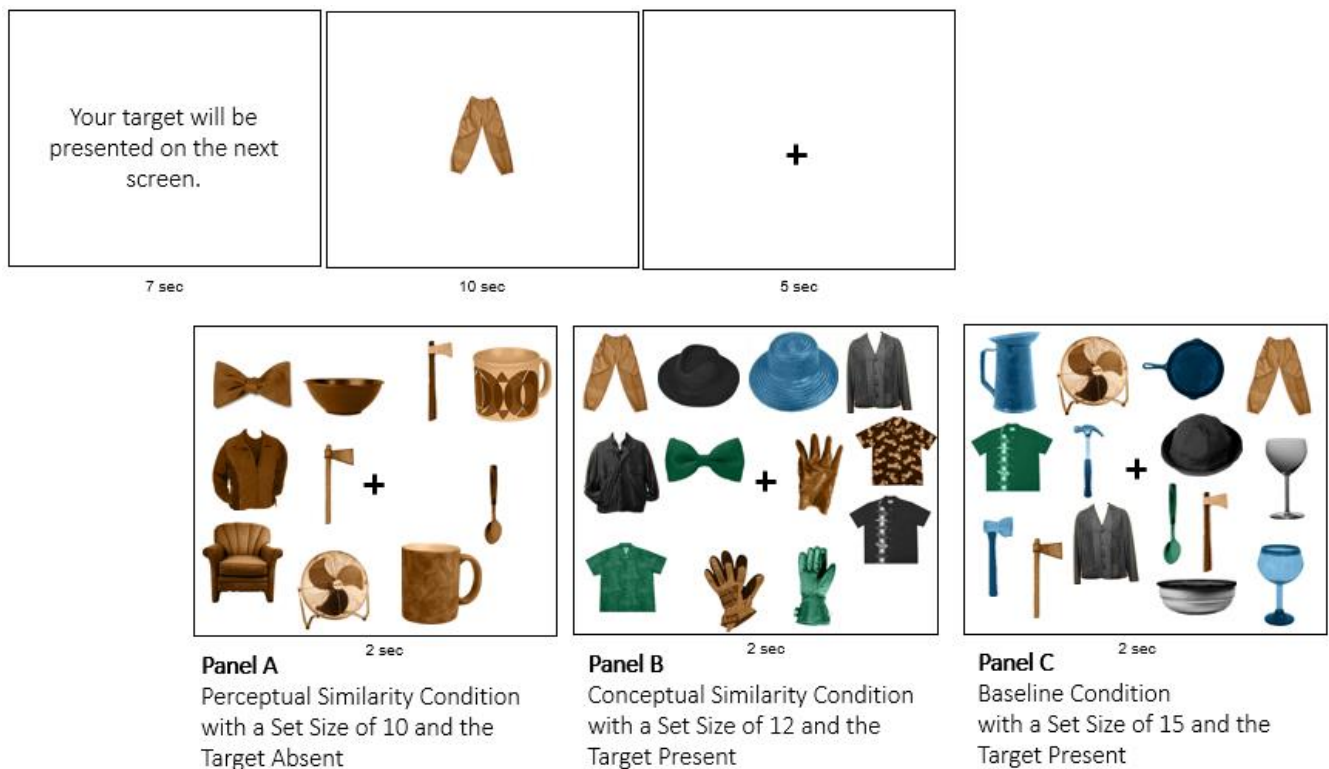 Your target will be
presented on the next
screen.
+
7 sec
10 sec
5 sec
+
+
+
2 sec
2 sec
2 sec
Panel A
Perceptual Similarity Condition
with a Set Size of 10 and the
Target Absent
Panel B
Conceptual Similarity Condition
with a Set Size of 12 and the
Target Present
Panel C
Baseline Condition
with a Set Size of 15 and the
Target Present